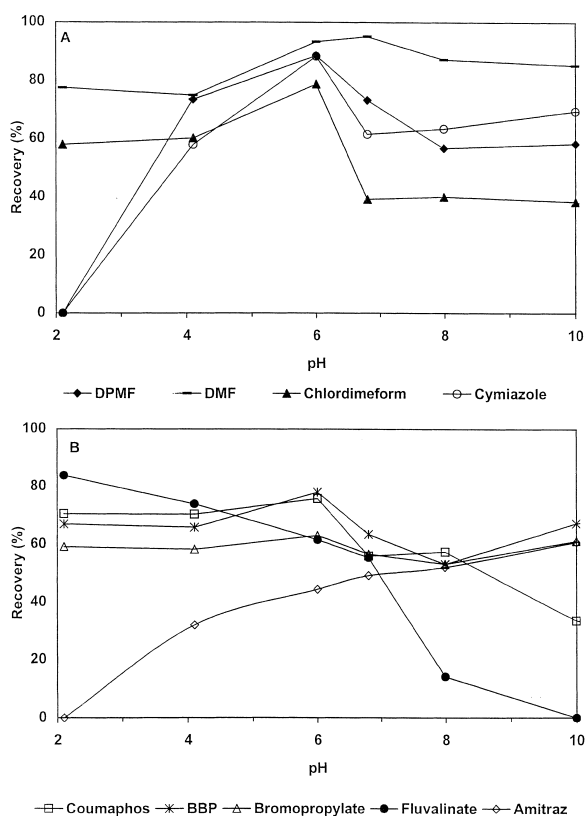 100
A
80
60
40
20
0
Recovery (%)
2 4 6 8 10
pH
DPMF DMF Chlordimeform Cymiazole
100
B
80
60
40
20
0
Recovery (%)
2 4 6 8 10
pH
Coumaphos BBP Bromopropylate Fluvalinate Amitraz